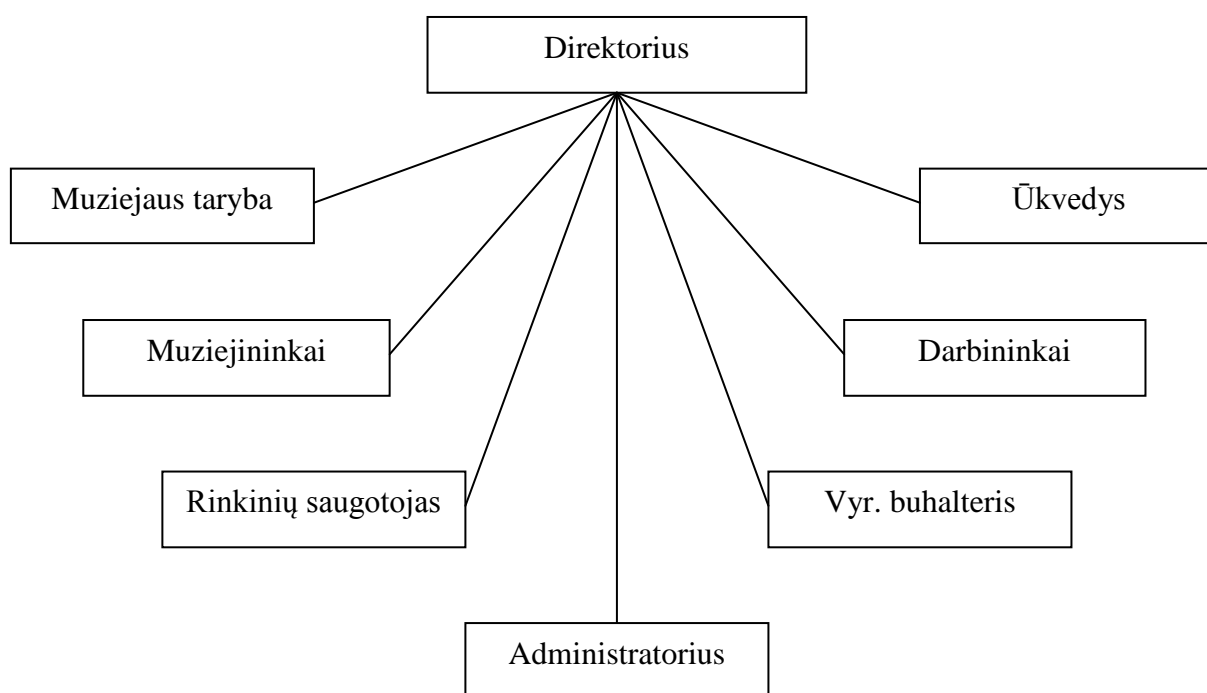 Direktorius
Muziejaus taryba
Ūkvedys
Muziejininkai
Darbininkai
Rinkinių saugotojas
Vyr. buhalteris
Administratorius